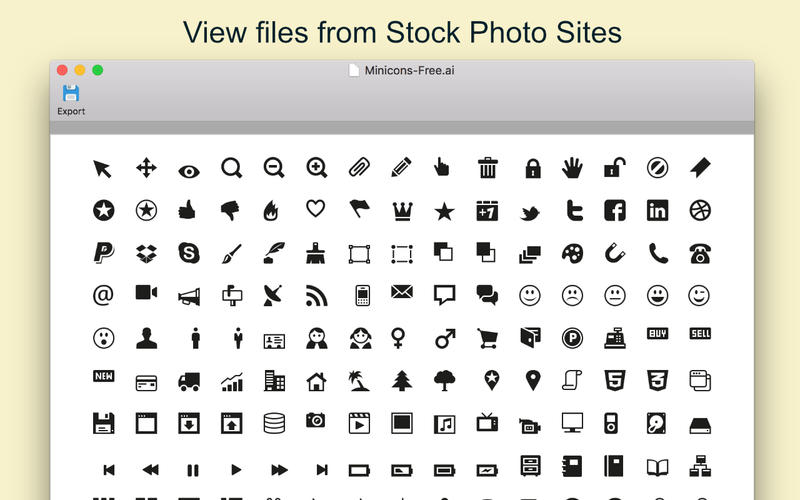 View files from Stock Photo Sites
Minicons-Free.ai
Export
+7
@
P
BUY
SELL
NEW